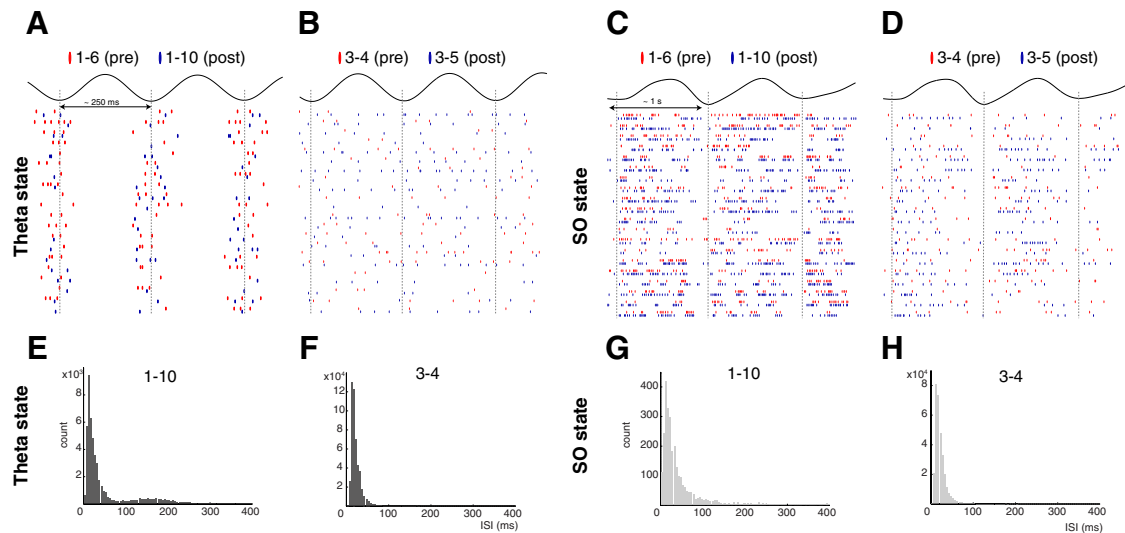 A
B
C
D
1-6 (pre) 1-10 (post)
3-4 (pre) 3-5 (post)
1-6 (pre) 1-10 (post)
3-4 (pre) 3-5 (post)
~ 250 ms
~ 1 s
Theta state
SO state
E
F
G
H
x10³
1-10
8
6
4
2
count
0 100 200 300 400
x10⁴
3-4
12
10
8
6
4
2
0 100 200 300 400
ISI (ms)
1-10
400
300
200
100
count
0 100 200 300 400
x10⁴
3-4
8
6
4
2
0 100 200 300 400
ISI (ms)
Theta state
SO state